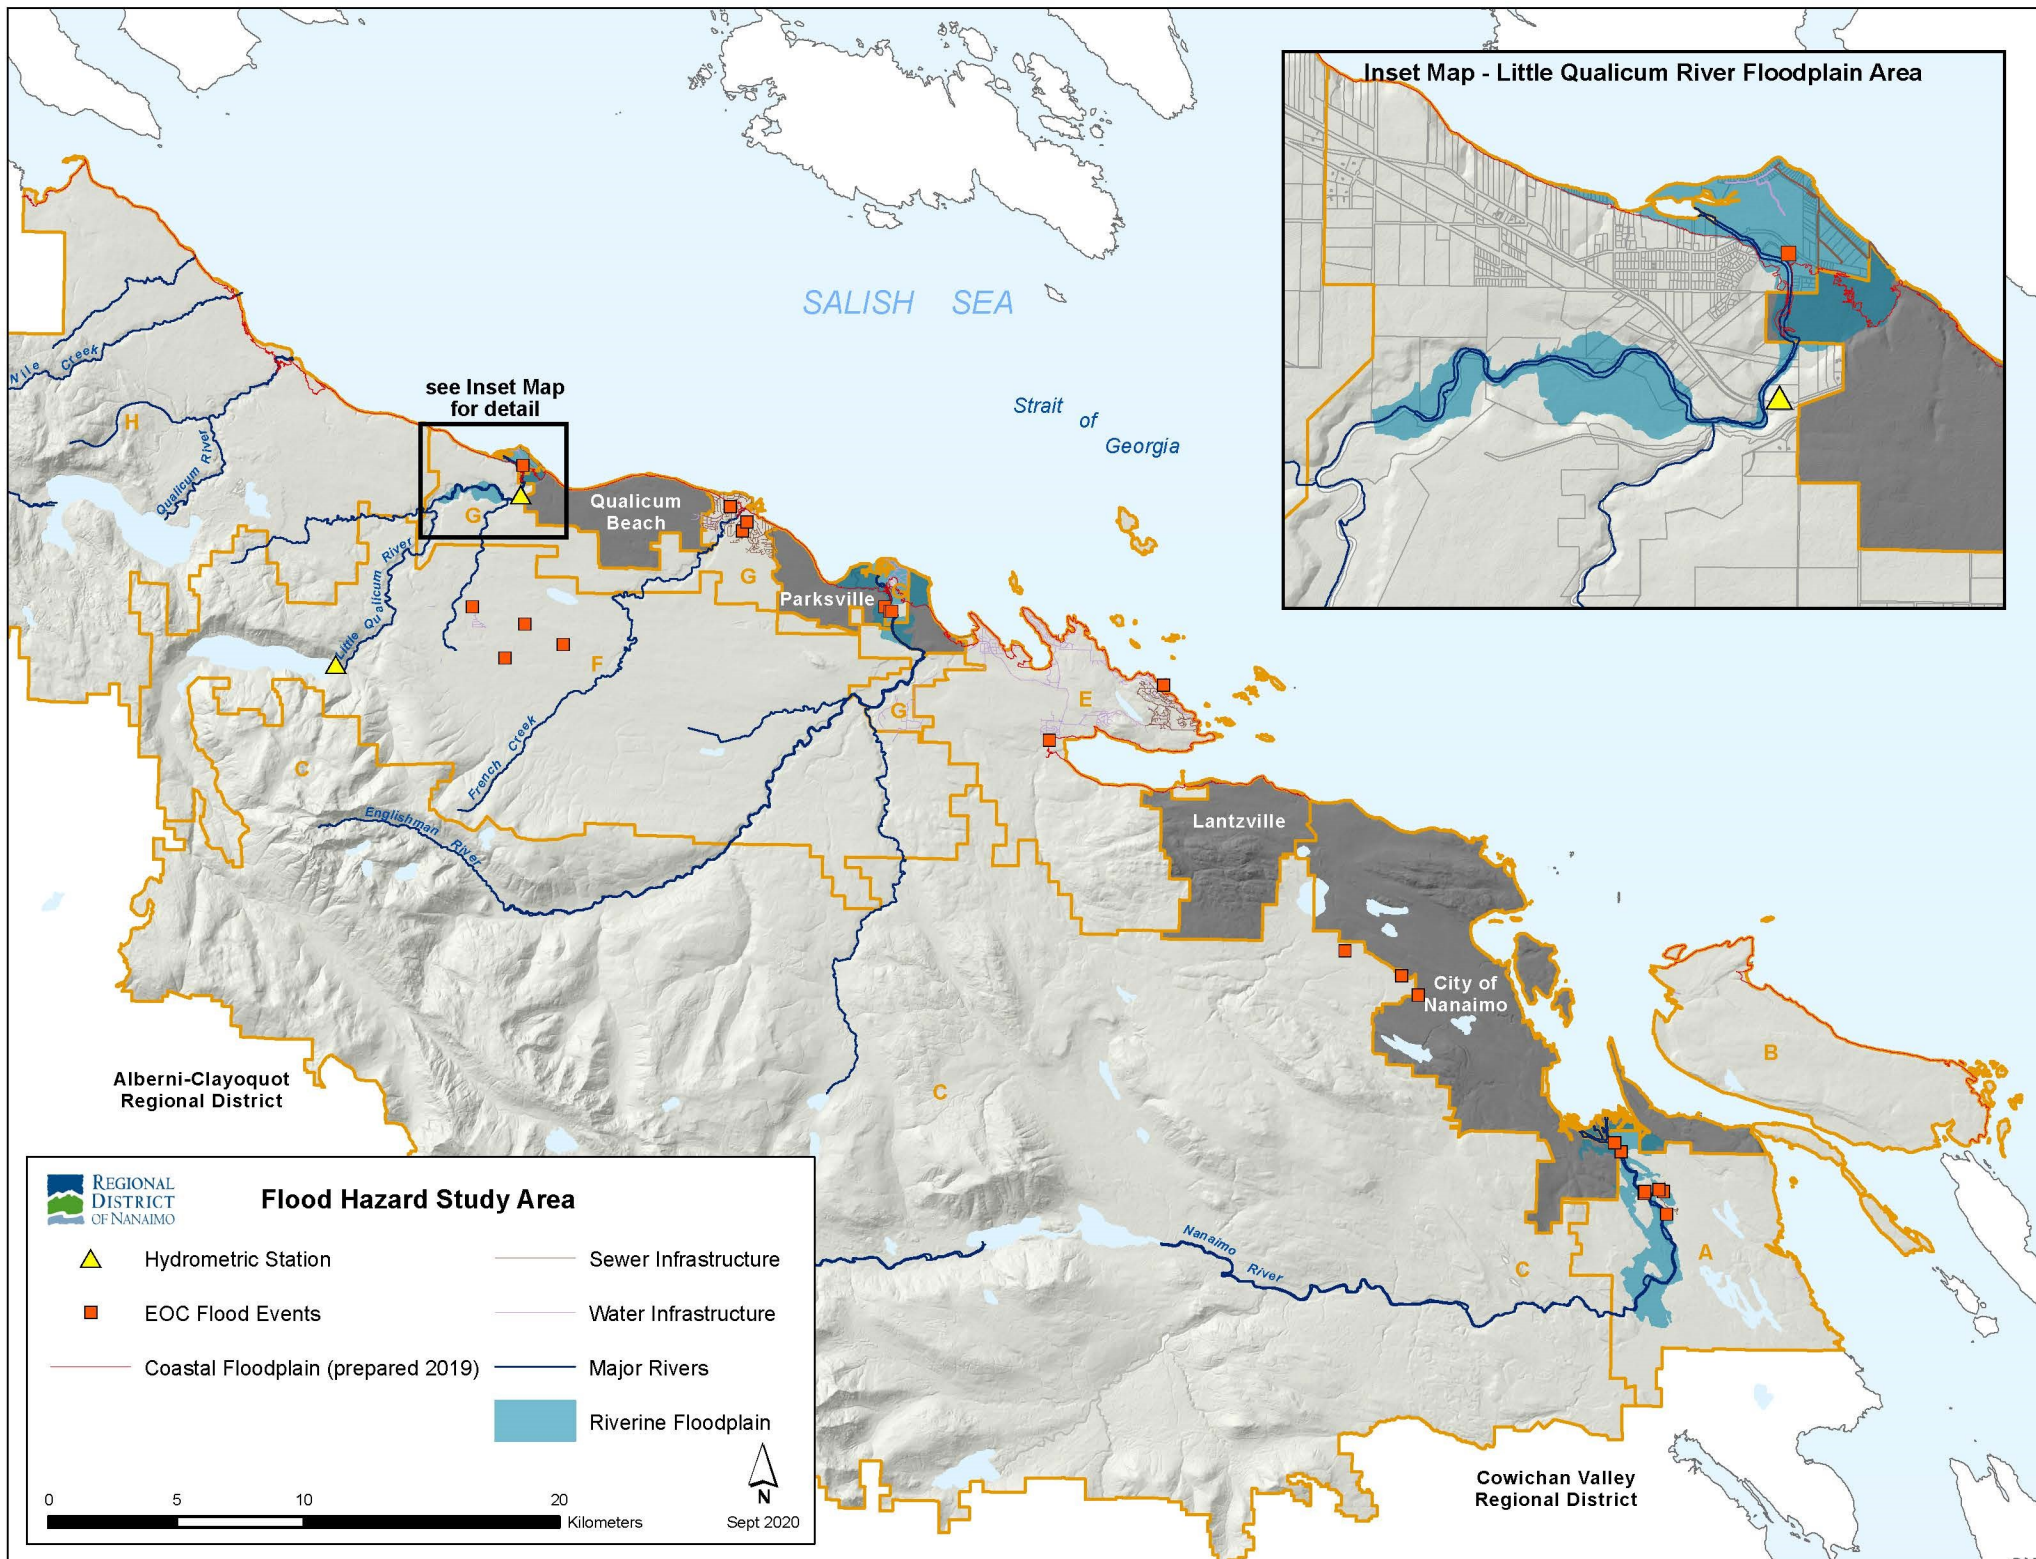 Inset Map - Little Qualicum River Floodplain Area
SALISH SEA
Strait
of
Georgia
see Inset Map
for detail
Nile Creek
H
Qualicum River
G
Qualicum
Beach
Little Qualicum River
G
Parksville
F
E
G
French Creek
C
Englishman River
Lantzville
City of
Nanaimo
B
Alberni-Clayoquot
Regional District
C
Nanaimo River
C
A
Cowichan Valley
Regional District
REGIONAL
DISTRICT
OF NANAIMO
Flood Hazard Study Area
Hydrometric Station
Sewer Infrastructure
EOC Flood Events
Water Infrastructure
Coastal Floodplain (prepared 2019)
Major Rivers
Riverine Floodplain
N
0 5 10 20
Kilometers
Sept 2020